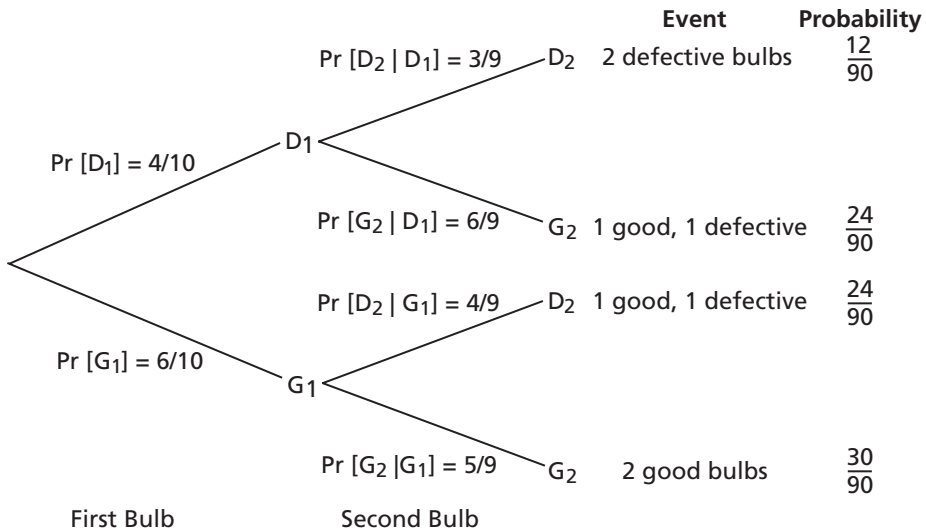 Event Probability
Pr [D2 | D1] = 3/9 D2 2 defective bulbs 12/90
Pr [D1] = 4/10 D1
Pr [G2 | D1] = 6/9 G2 1 good, 1 defective 24/90
Pr [D2 | G1] = 4/9 D2 1 good, 1 defective 24/90
Pr [G1] = 6/10 G1
Pr [G2 |G1] = 5/9 G2 2 good bulbs 30/90
First Bulb Second Bulb